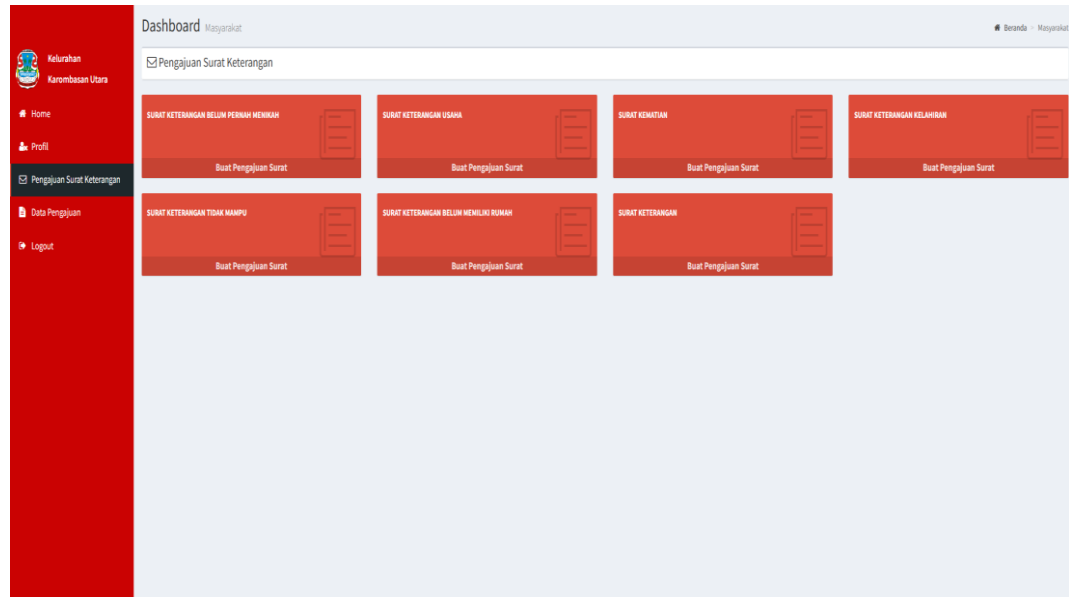 Dashboard Masyarakat
Beranda > Masyarakat
Kelurahan
Karombasan Utara
Home
Profil
Pengajuan Surat Keterangan
Data Pengajuan
Logout
Pengajuan Surat Keterangan
SURAT KETERANGAN BELUM PERNAH MENIKAH
Buat Pengajuan Surat
SURAT KETERANGAN USAHA
Buat Pengajuan Surat
SURAT KEMATIAN
Buat Pengajuan Surat
SURAT KETERANGAN KELAHIRAN
Buat Pengajuan Surat
SURAT KETERANGAN TIDAK MAMPU
Buat Pengajuan Surat
SURAT KETERANGAN BELUM MEMILIKI RUMAH
Buat Pengajuan Surat
SURAT KETERANGAN
Buat Pengajuan Surat